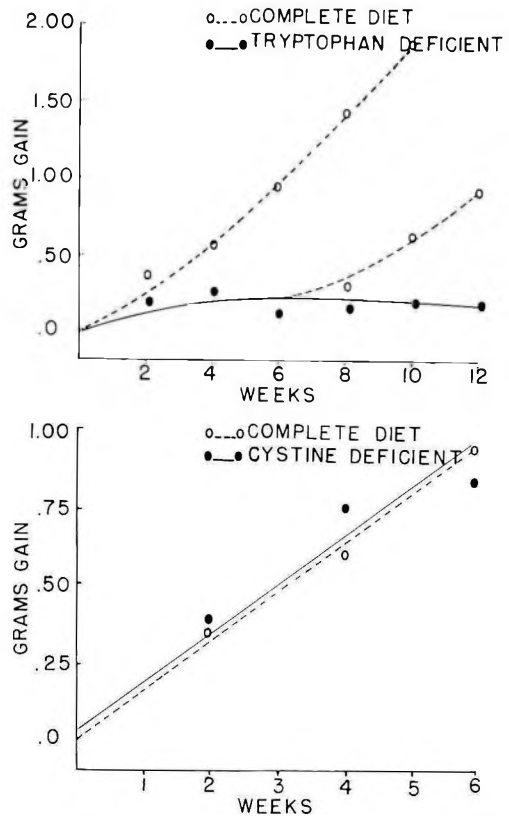 2.00
o---o COMPLETE DIET
●—● TRYPTOPHAN DEFICIENT
1.50
1.00
.50
.0
GRAMS GAIN
2 4 6 8 10 12
WEEKS
1.00
o---o COMPLETE DIET
●—● CYSTINE DEFICIENT
.75
.50
.25
.0
GRAMS GAIN
1 2 3 4 5 6
WEEKS